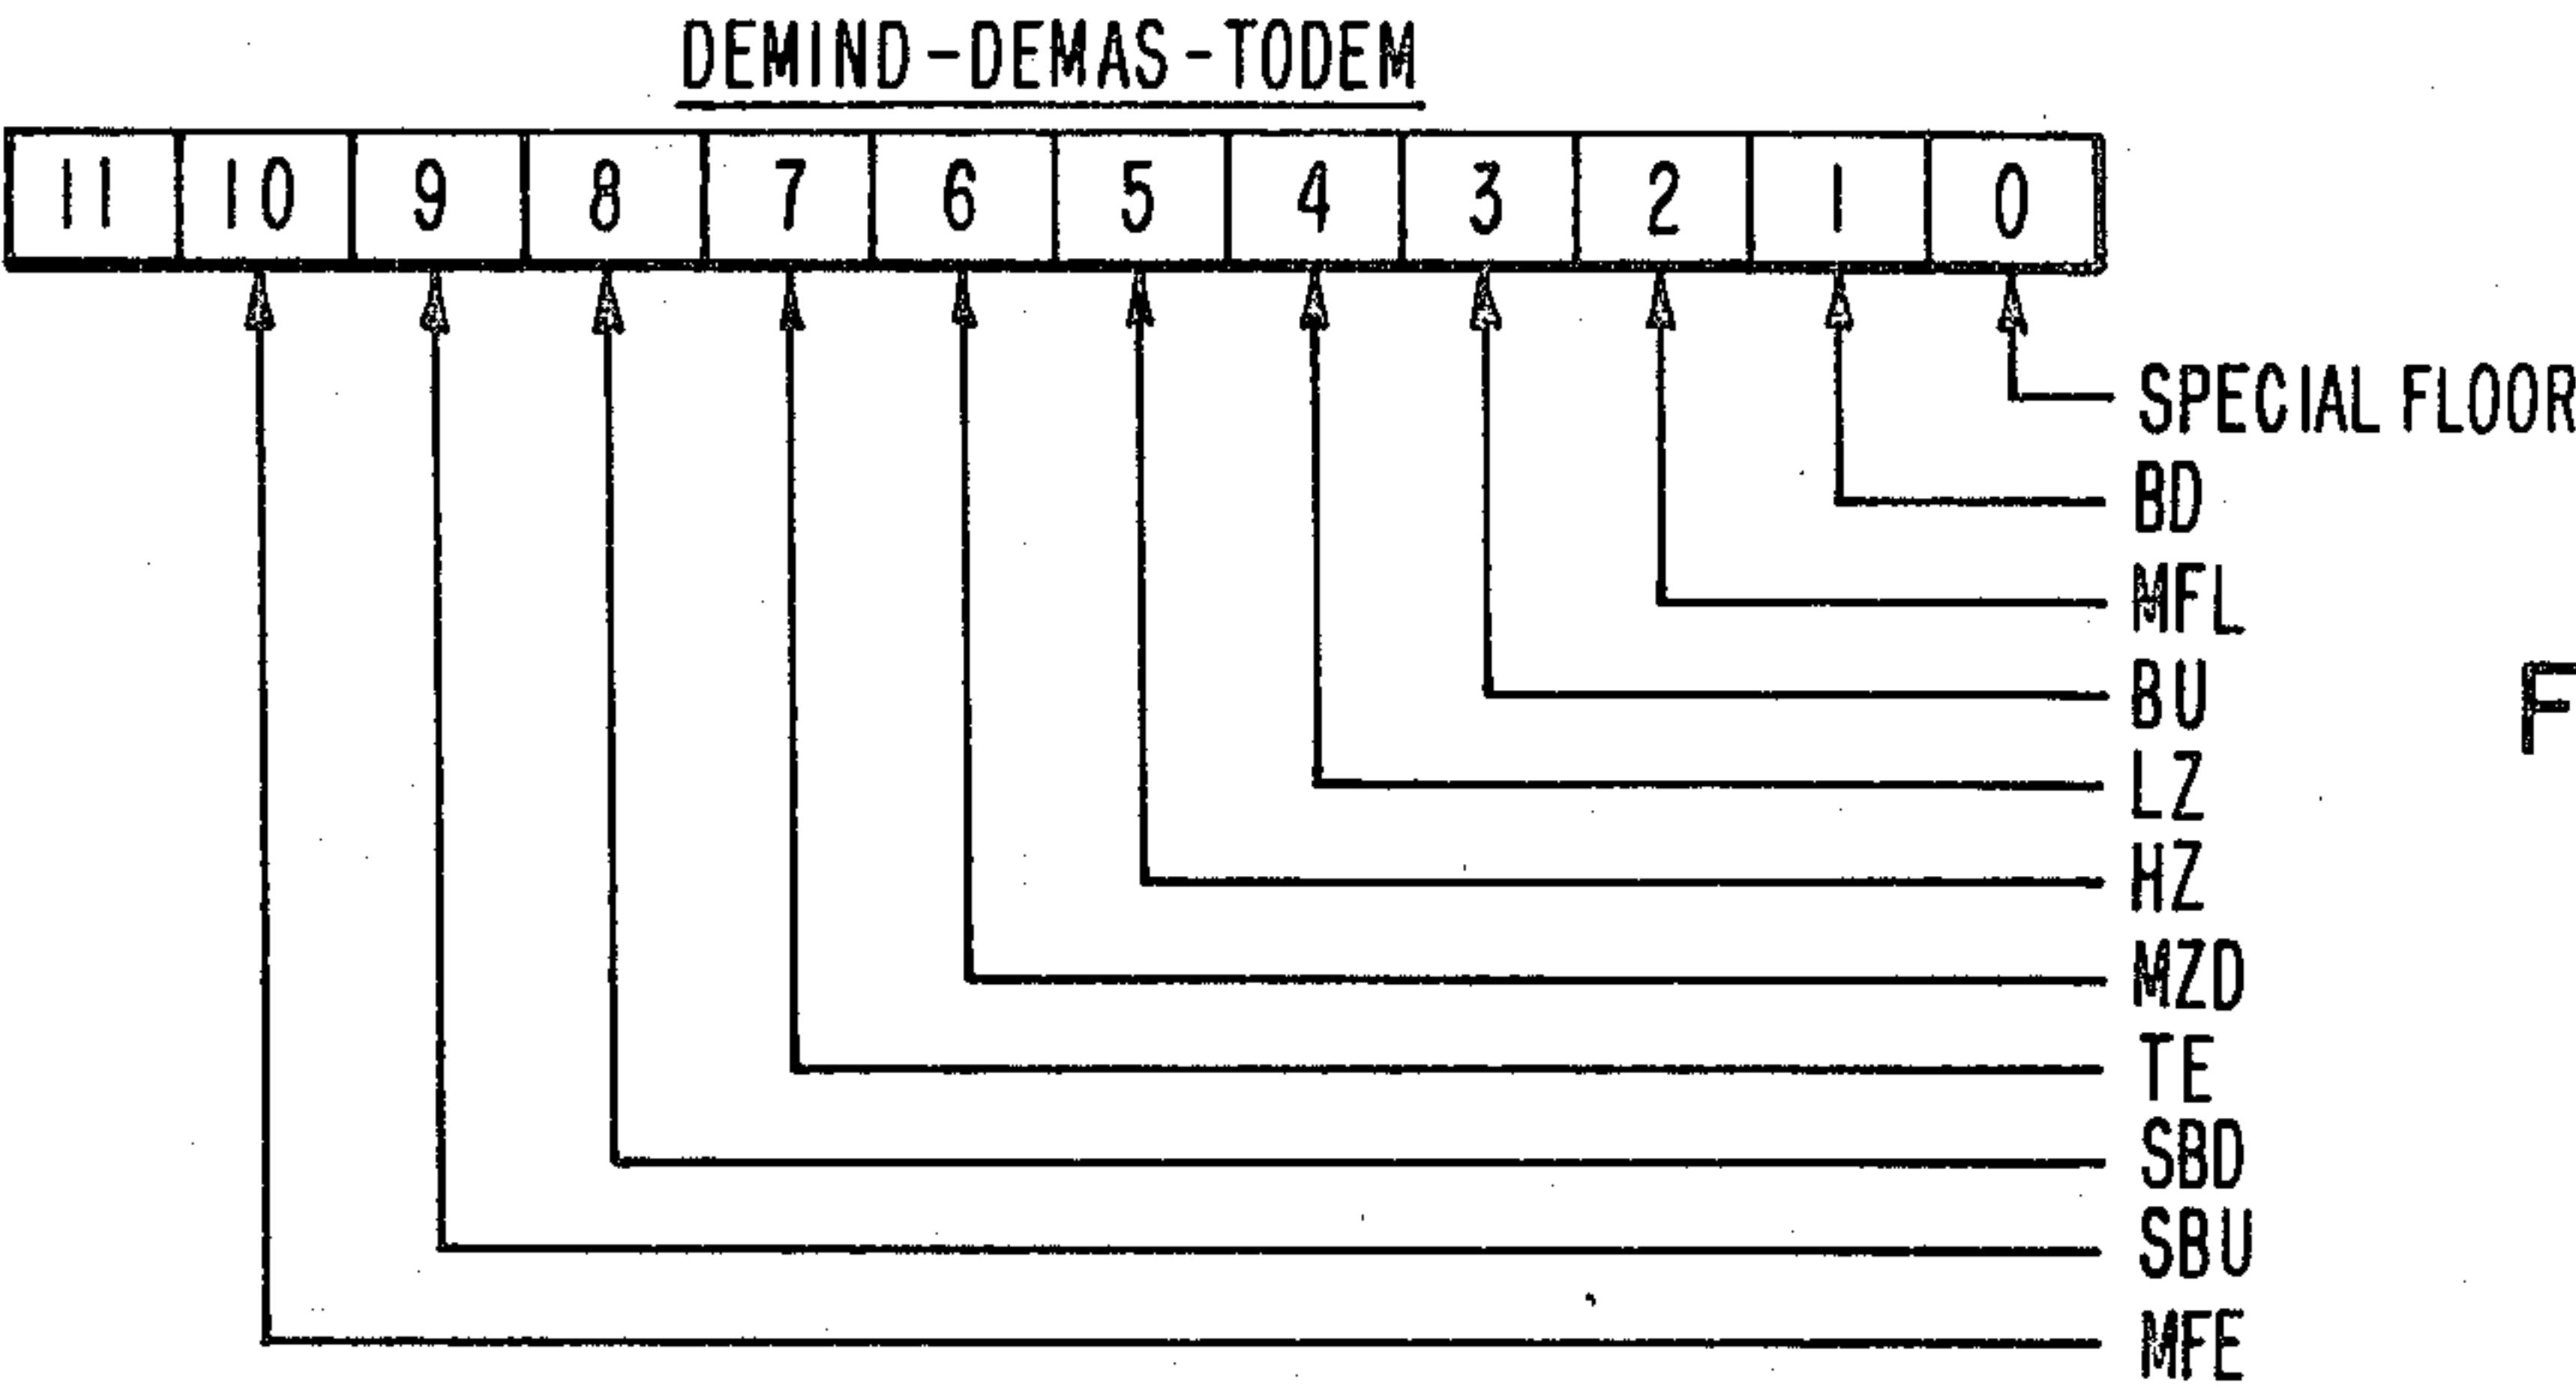 DEMIND-DEMAS-TODEM
11 10 9 8 7 6 5 4 3 2 1 0
SPECIAL FLOOR
BD
MFL
BU
F
LZ
HZ
MZD
TE
SBD
SBU
MFE